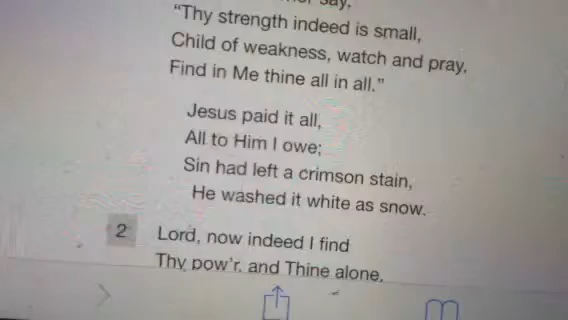 say,
“Thy strength indeed is small,
Child of weakness, watch and pray,
Find in Me thine all in all.”
Jesus paid it all,
All to Him I owe;
Sin had left a crimson stain,
He washed it white as snow.
2 Lord, now indeed I find
Thy pow’r, and Thine alone,